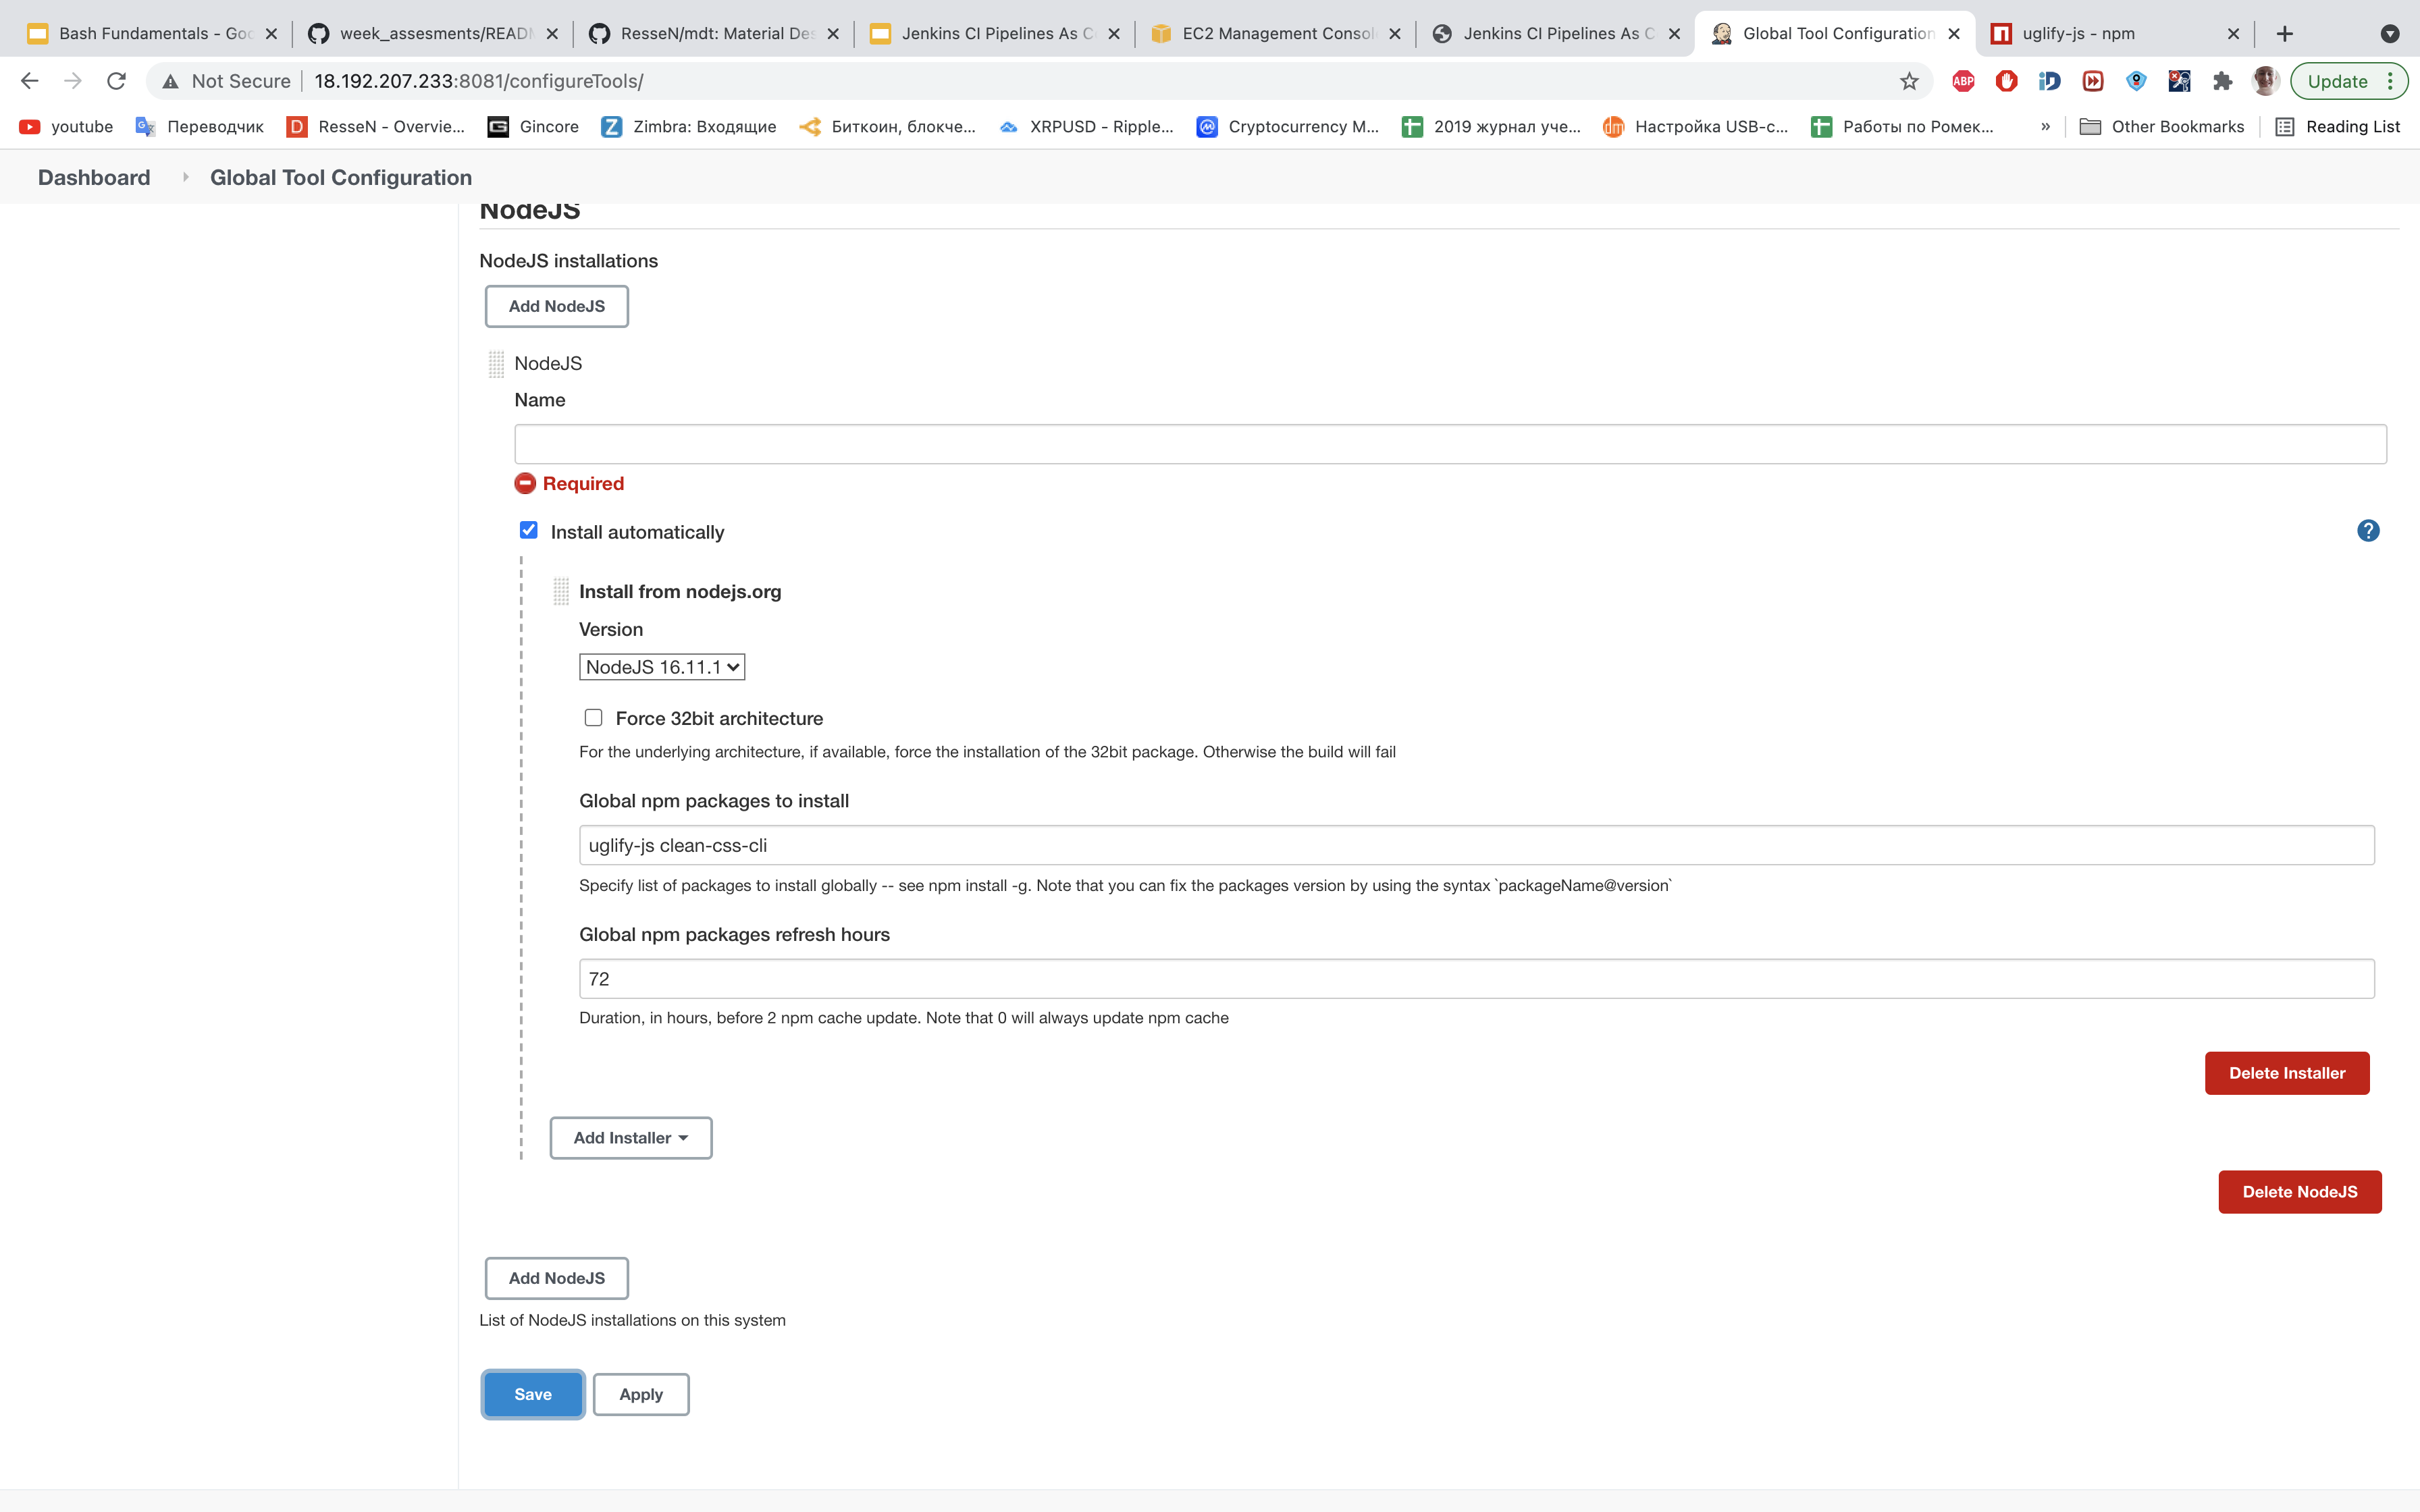 Bash Fundamentals - Goo
week_assesments/READM
ResseN/mdt: Material Des
Jenkins CI Pipelines As C
EC2 Management Consol
Jenkins CI Pipelines As C
Global Tool Configuration
uglify-js - npm
Not Secure
18.192.207.233:8081/configureTools/
ABP
Update
youtube
Переводчик
ResseN - Overvie...
Gincore
Zimbra: Входящие
Биткоин, блокче...
XRPUSD - Ripple...
Cryptocurrency M...
2019 журнал уче...
Настройка USB-с...
Работы по Ромек...
»
Other Bookmarks
Reading List
Dashboard
Global Tool Configuration
NodeJS
NodeJS installations
Add NodeJS
NodeJS
Name
Required
Install automatically
?
Install from nodejs.org
Version
NodeJS 16.11.1
Force 32bit architecture
For the underlying architecture, if available, force the installation of the 32bit package. Otherwise the build will fail
Global npm packages to install
uglify-js clean-css-cli
Specify list of packages to install globally -- see npm install -g. Note that you can fix the packages version by using the syntax `packageName@version`
Global npm packages refresh hours
72
Duration, in hours, before 2 npm cache update. Note that 0 will always update npm cache
Delete Installer
Add Installer
Delete NodeJS
Add NodeJS
List of NodeJS installations on this system
Save
Apply